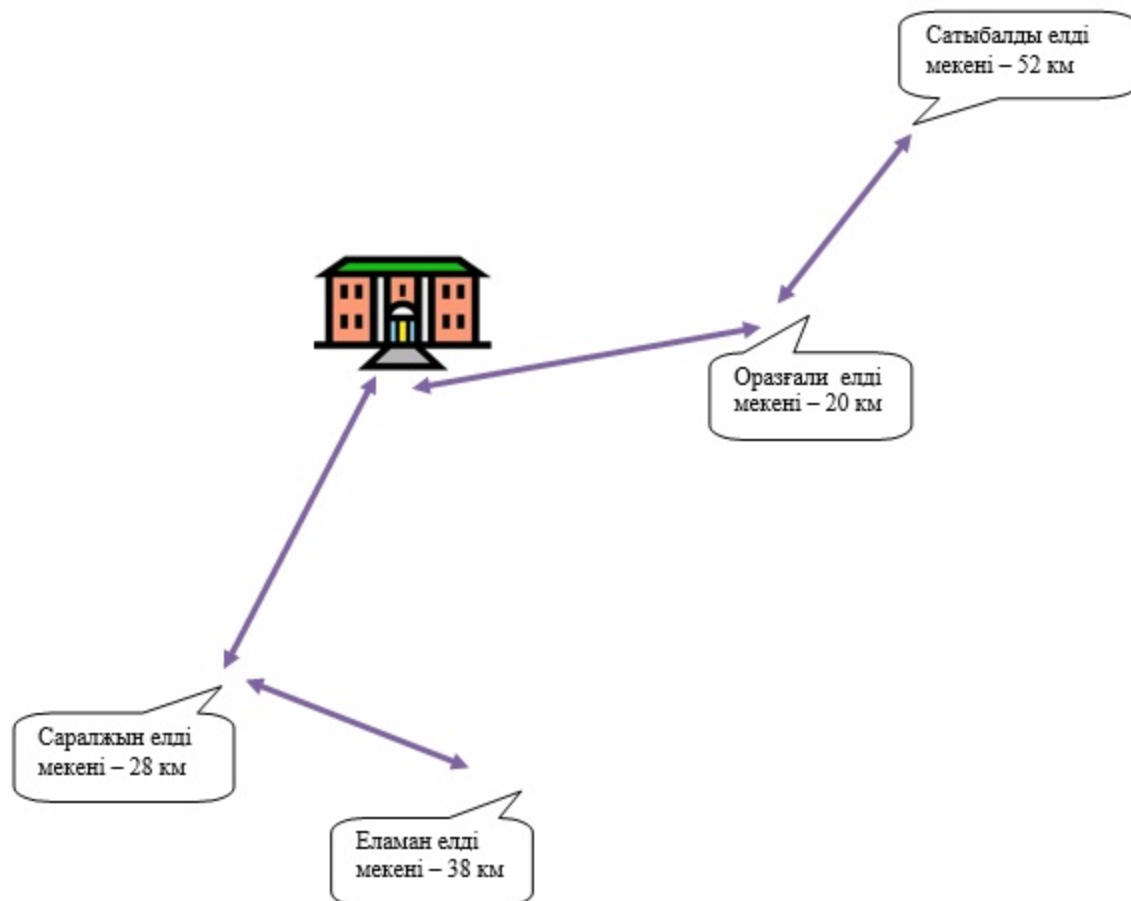 Сатыбалды елді
мекені – 52 км
Оразғали елді
мекені – 20 км
Саралжын елді
мекені – 28 км
Еламан елді
мекені – 38 км